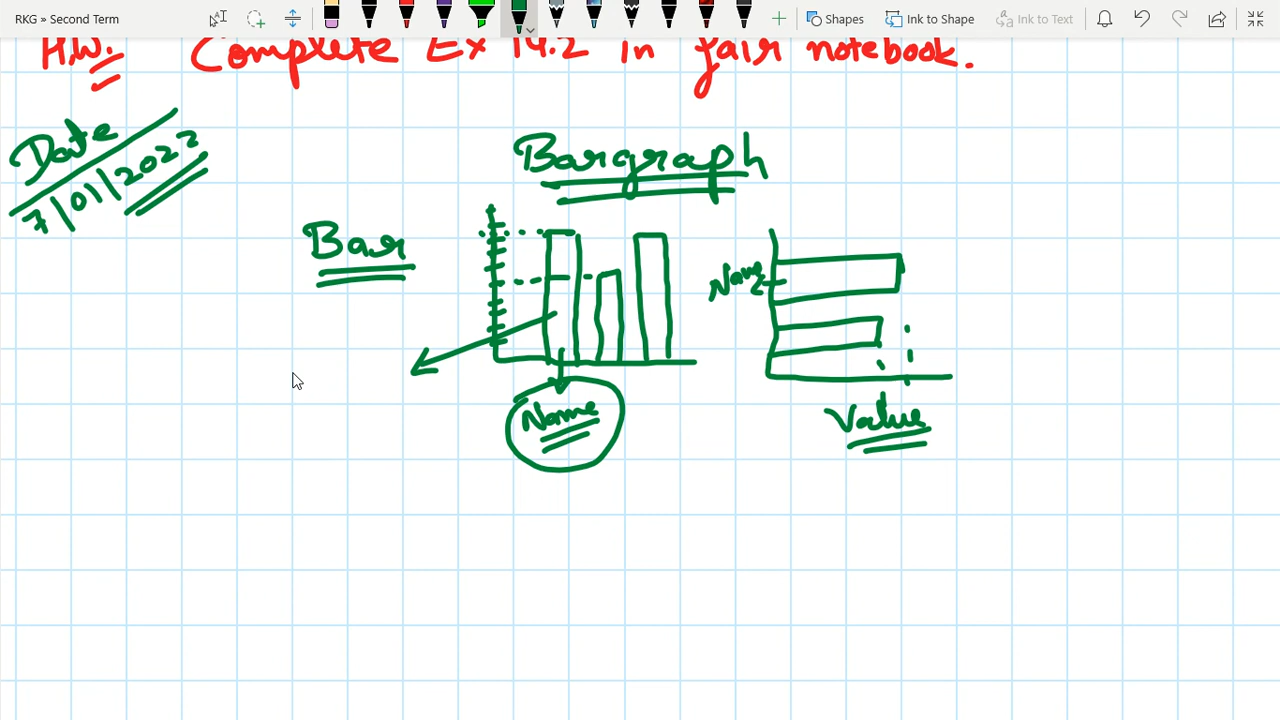 RKG » Second Term
Shapes
Ink to Shape
Ink to Text
H.W. Complete Ex 14.2 in fair notebook.
Date
7/01/2022
Bargraph
Bar
Name
Name
Value